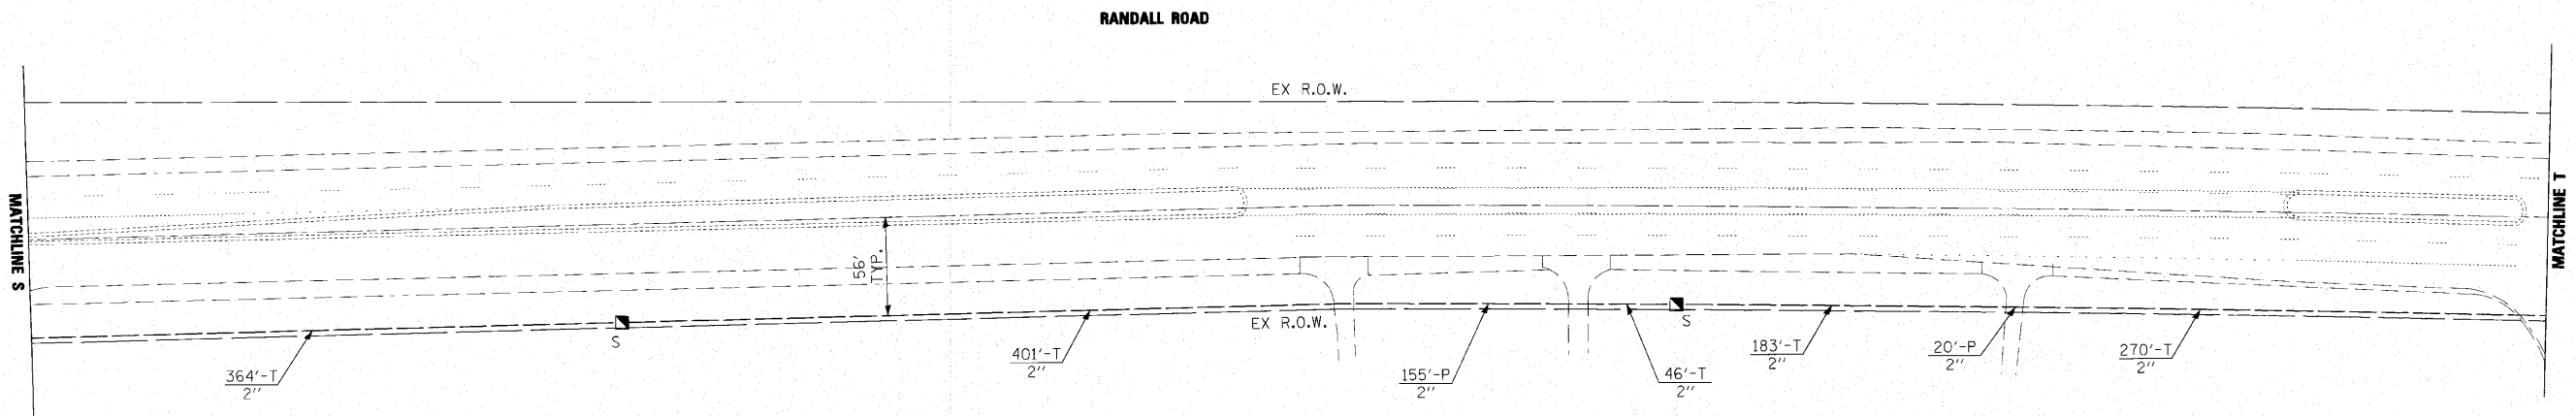 RANDALL ROAD
EX R.O.W.
MATCHLINE S
MATCHLINE T
56'
TYP.
EX R.O.W.
S
S
364'-T
2"
401'-T
2"
155'-P
2"
46'-T
2"
183'-T
2"
20'-P
2"
270'-T
2"